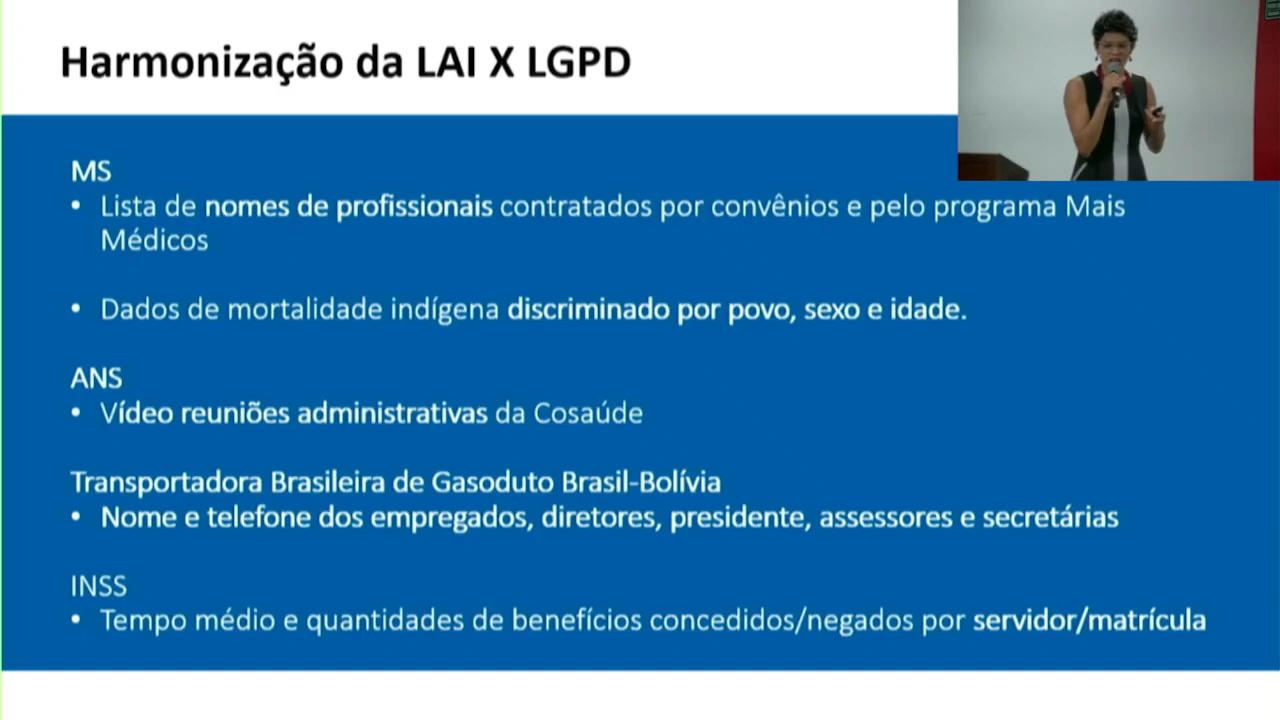 Harmonização da LAI X LGPD
MS
• Lista de nomes de profissionais contratados por convênios e pelo programa Mais
Médicos
• Dados de mortalidade indígena discriminado por povo, sexo e idade.
ANS
• Vídeo reuniões administrativas da Cosaúde
Transportadora Brasileira de Gasoduto Brasil-Bolívia
• Nome e telefone dos empregados, diretores, presidente, assessores e secretárias
INSS
• Tempo médio e quantidades de benefícios concedidos/negados por servidor/matrícula